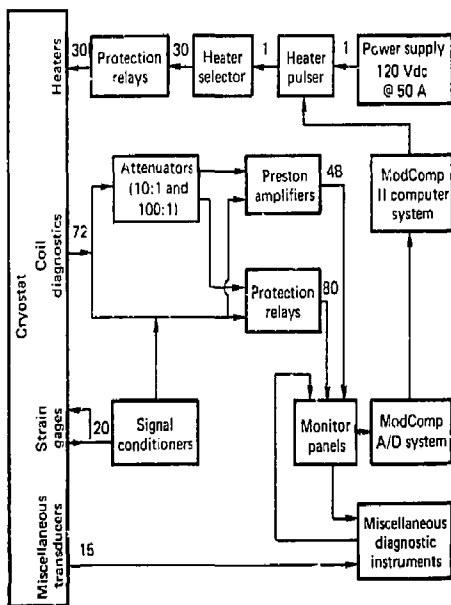 Cryostat
Heaters
30
Protection
relays
30
Heater
selector
1
Heater
pulser
1
Power supply
120 Vdc
@ 50 A
Coil
diagnostics
72
Attenuators
(10:1 and
100:1)
Preston
amplifiers
48
ModComp
II computer
system
Protection
relays
80
Strain
gages
20
Signal
conditioners
Monitor
panels
ModComp
A/D system
Miscellaneous
transducers
15
Miscellaneous
diagnostic
instruments